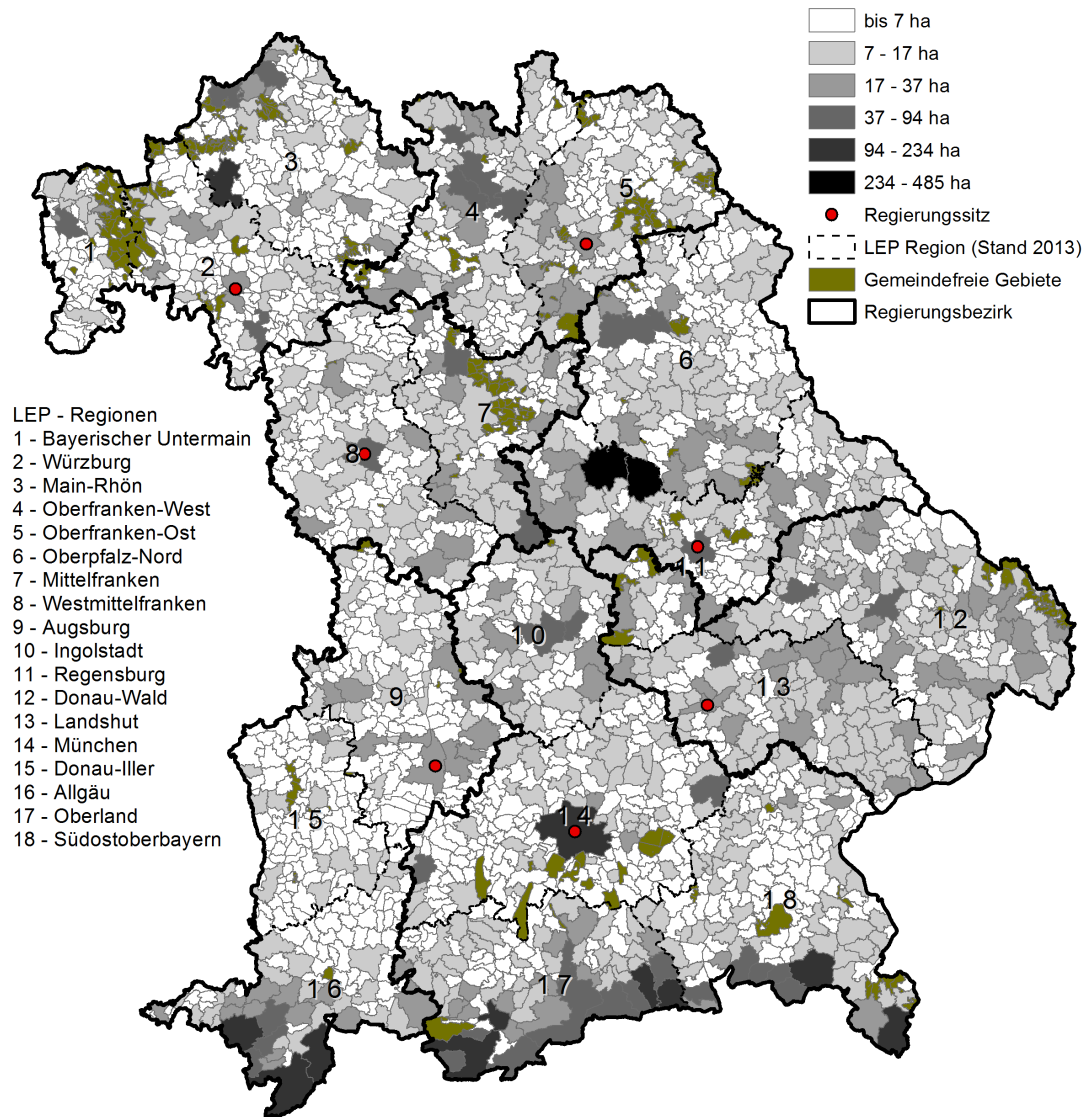 bis 7 ha
7 - 17 ha
17 - 37 ha
37 - 94 ha
94 - 234 ha
234 - 485 ha
Regierungssitz
LEP Region (Stand 2013)
Gemeindefreie Gebiete
Regierungsbezirk
3
4
5
1
2
6
7
8
11
10
12
9
13
14
15
18
16
17
LEP - Regionen
1 - Bayerischer Untermain
2 - Würzburg
3 - Main-Rhön
4 - Oberfranken-West
5 - Oberfranken-Ost
6 - Oberpfalz-Nord
7 - Mittelfranken
8 - Westmittelfranken
9 - Augsburg
10 - Ingolstadt
11 - Regensburg
12 - Donau-Wald
13 - Landshut
14 - München
15 - Donau-Iller
16 - Allgäu
17 - Oberland
18 - Südostoberbayern